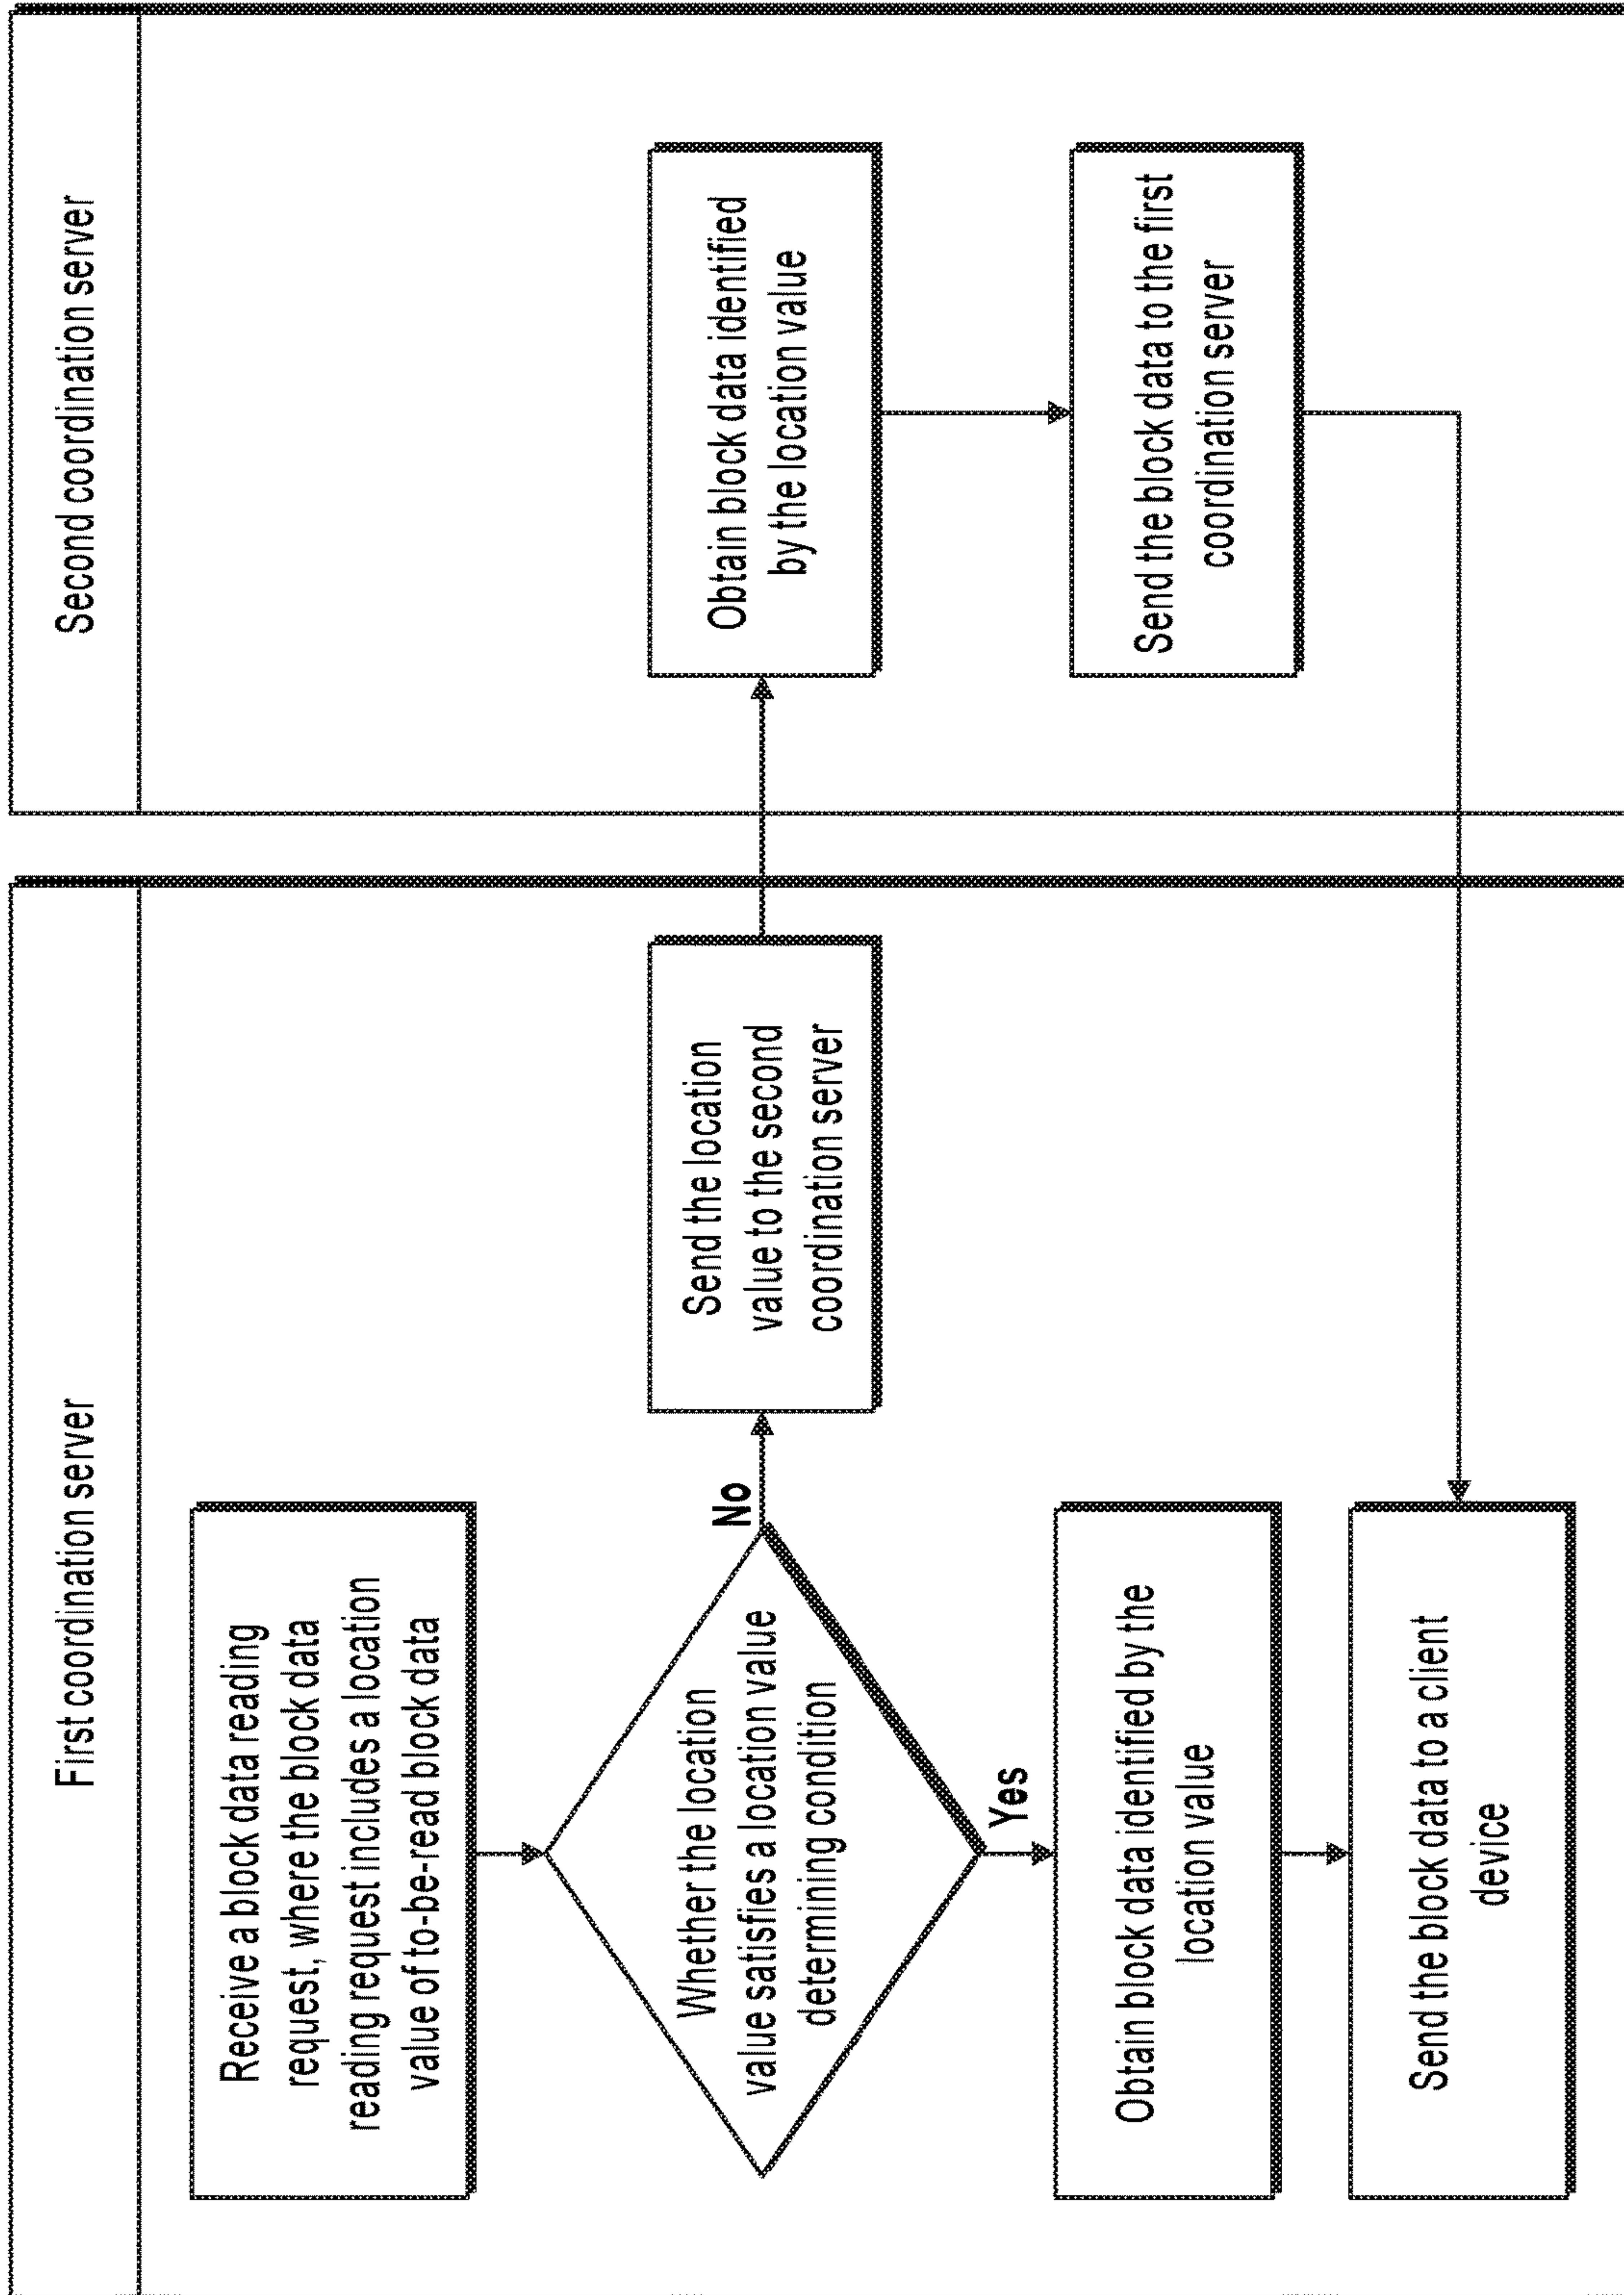 First coordination server
Second coordination server
Receive a block data reading
request, where the block data
reading request includes a location
value of to-be-read block data
Whether the location
value satisfies a location value
determining condition
No
Send the location
value to the second
coordination server
Obtain block data identified
by the location value
Yes
Obtain block data identified by the
location value
Send the block data to the first
coordination server
Send the block data to a client
device